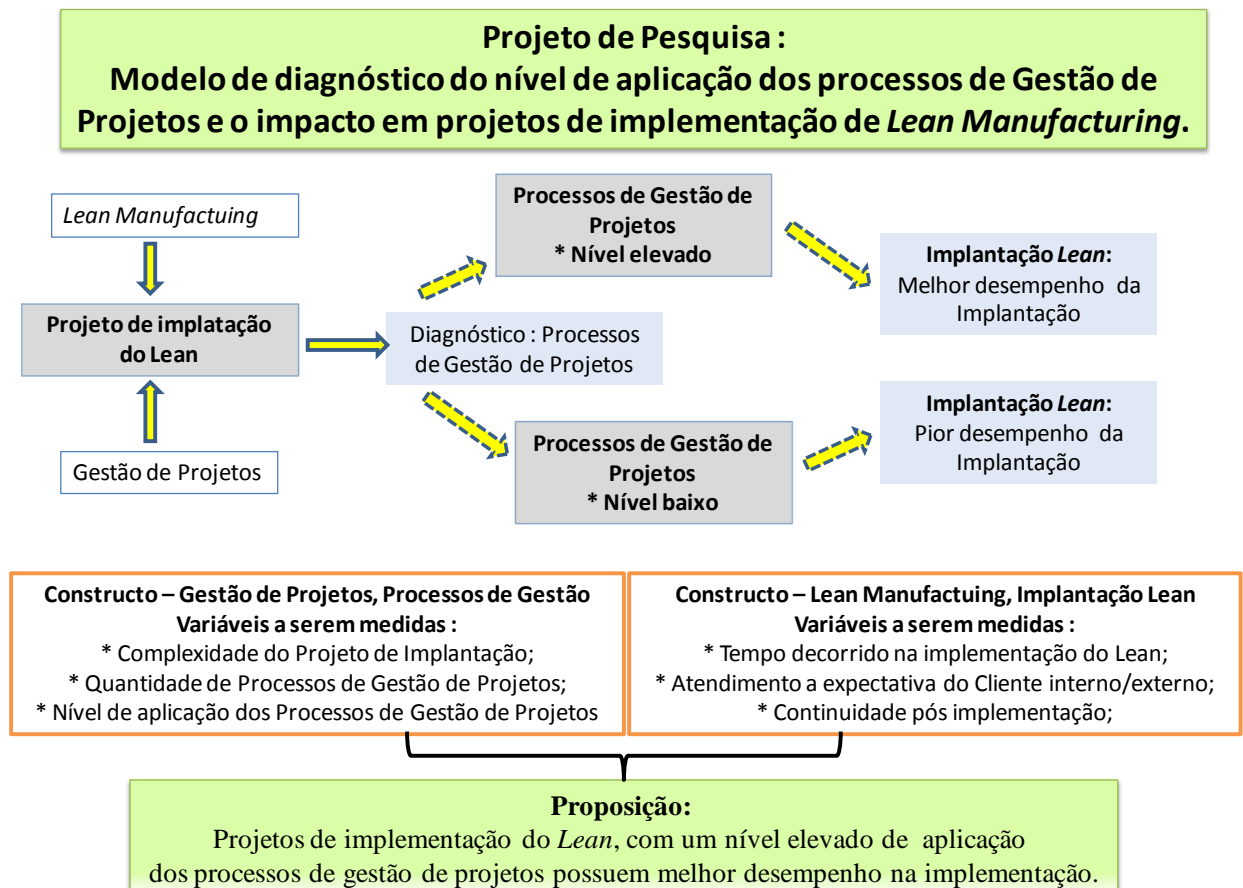 Projeto de Pesquisa :
Modelo de diagnóstico do nível de aplicação dos processos de Gestão de
Projetos e o impacto em projetos de implementação de Lean Manufacturing.
Lean Manufactuing
Projeto de implatação
do Lean
Gestão de Projetos
Diagnóstico : Processos
de Gestão de Projetos
Processos de Gestão de
Projetos
* Nível elevado
Processos de Gestão de
Projetos
* Nível baixo
Implantação Lean:
Melhor desempenho da
Implantação
Implantação Lean:
Pior desempenho da
Implantação
Constructo – Gestão de Projetos, Processos de Gestão
Variáveis a serem medidas :
* Complexidade do Projeto de Implantação;
* Quantidade de Processos de Gestão de Projetos;
* Nível de aplicação dos Processos de Gestão de Projetos
Constructo – Lean Manufactuing, Implantação Lean
Variáveis a serem medidas :
* Tempo decorrido na implementação do Lean;
* Atendimento a expectativa do Cliente interno/externo;
* Continuidade pós implementação;
Proposição:
Projetos de implementação do Lean, com um nível elevado de aplicação
dos processos de gestão de projetos possuem melhor desempenho na implementação.